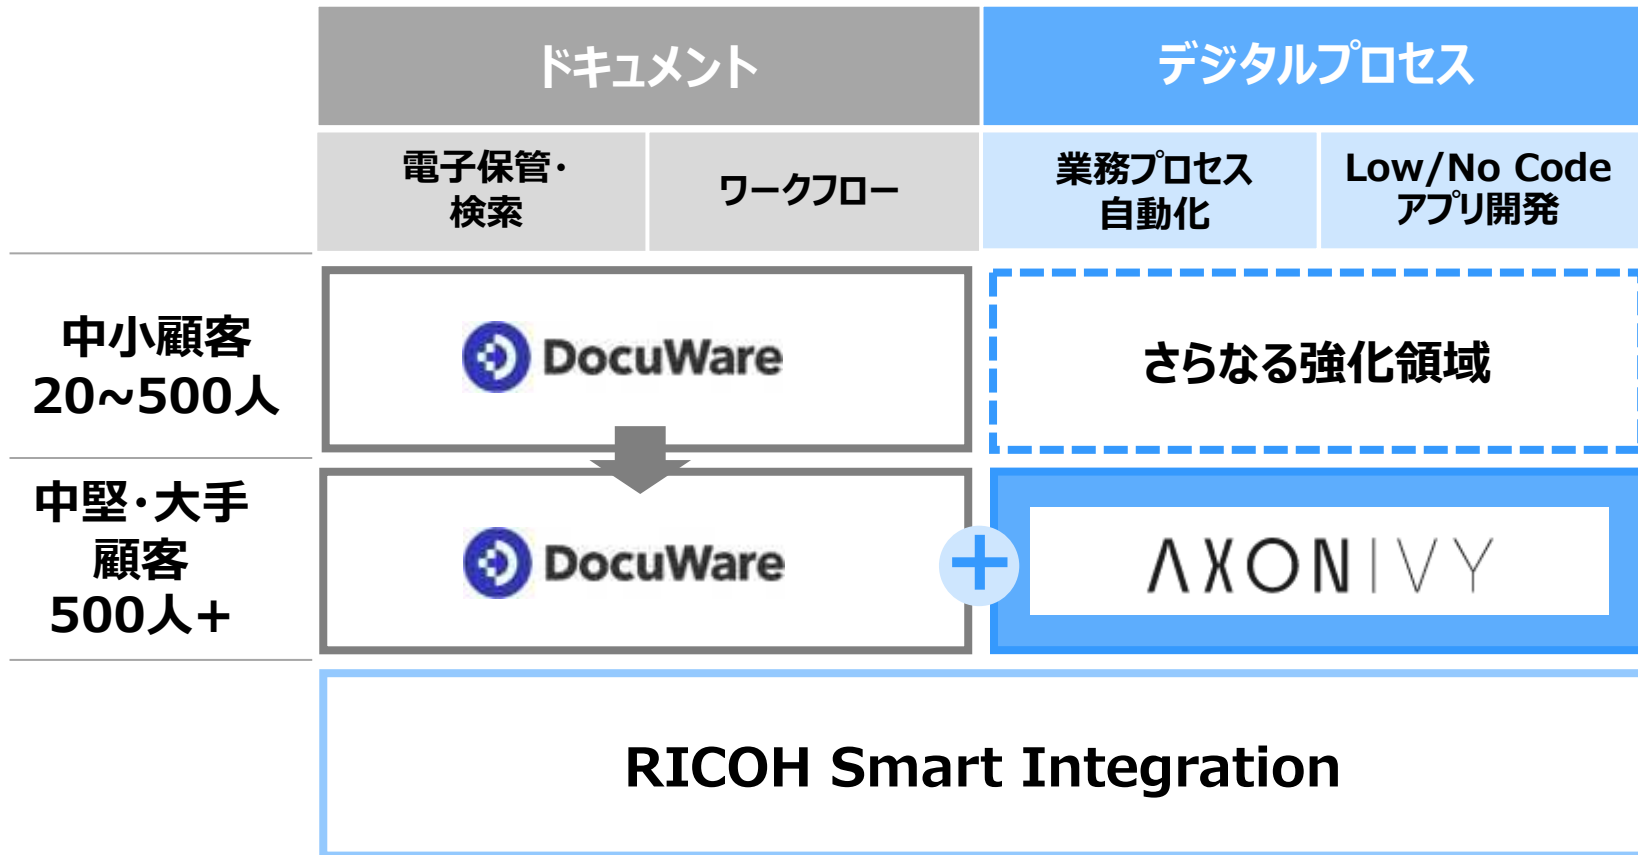 ドキュメント
デジタルプロセス
電子保管・
検索
ワークフロー
業務プロセス
自動化
Low/No Code
アプリ開発
中小顧客
20~500人
DocuWare
さらなる強化領域
中堅・大手
顧客
500人+
DocuWare
+
AXONIVY
RICOH Smart Integration